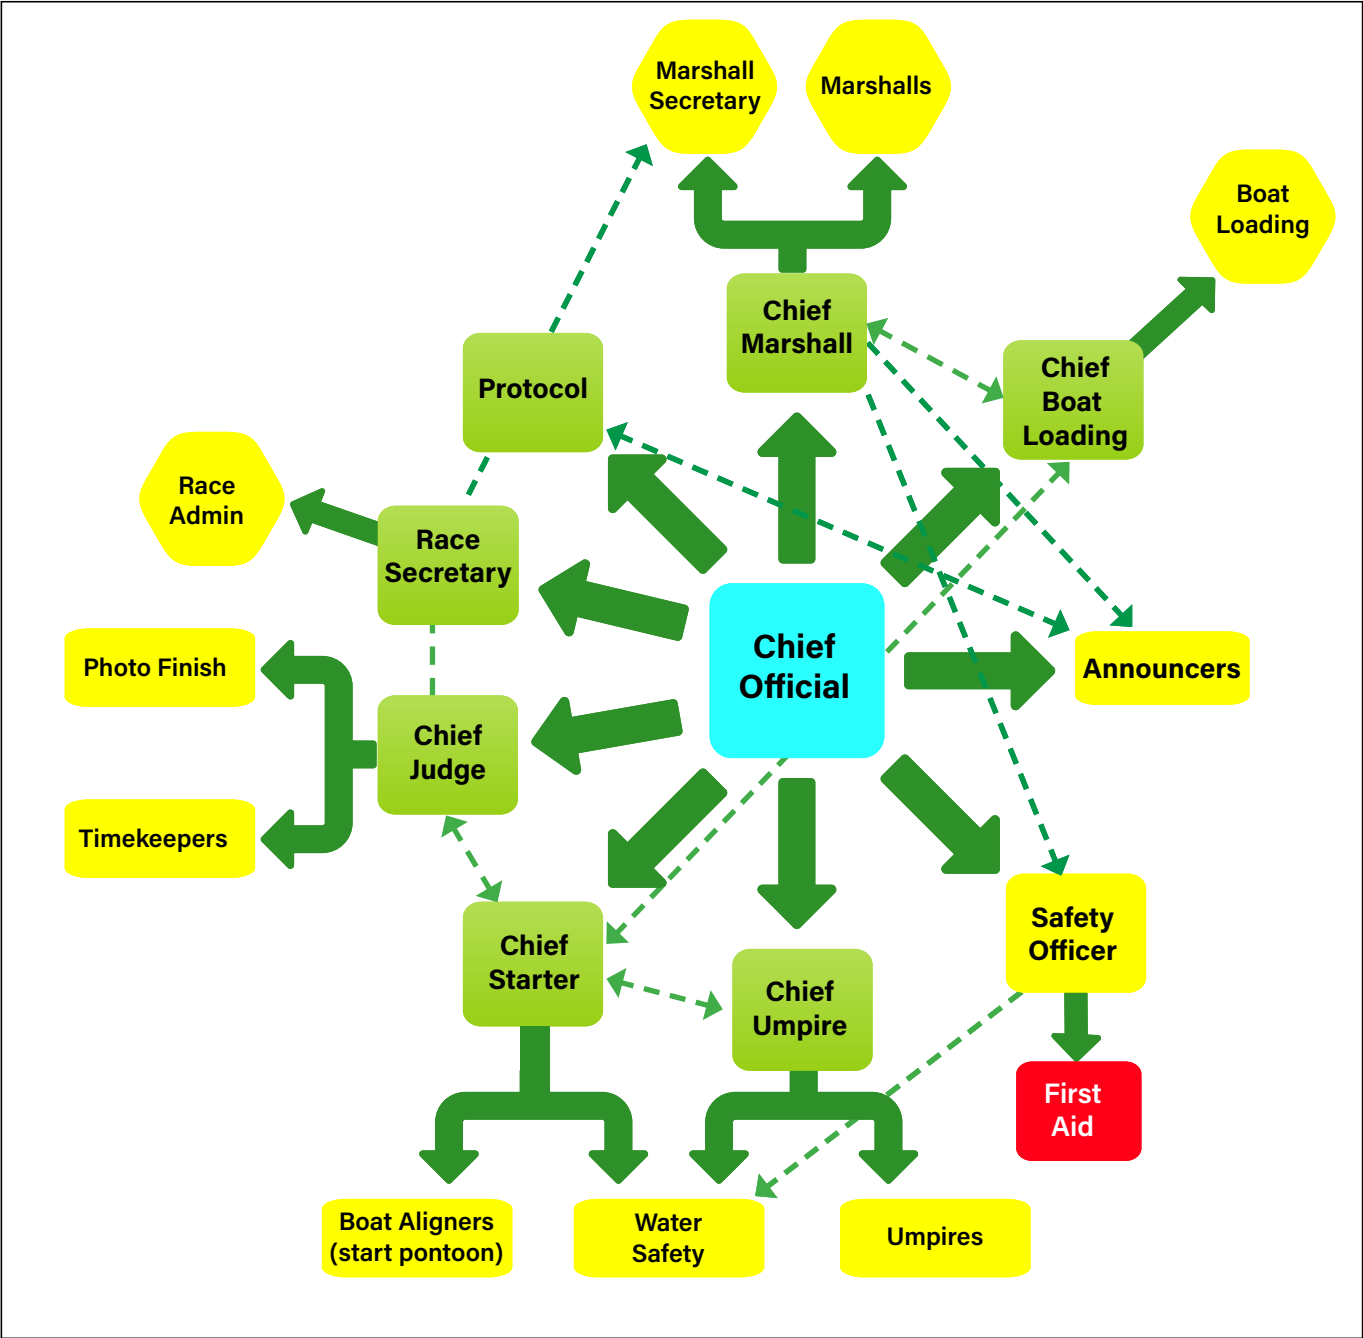 Marshall
Secretary
Marshalls
Boat
Loading
Chief
Marshall
Chief
Boat
Loading
Protocol
Race
Admin
Race
Secretary
Chief
Official
Announcers
Photo Finish
Chief
Judge
Timekeepers
Chief
Starter
Chief
Umpire
Safety
Officer
First
Aid
Boat Aligners
(start pontoon)
Water
Safety
Umpires